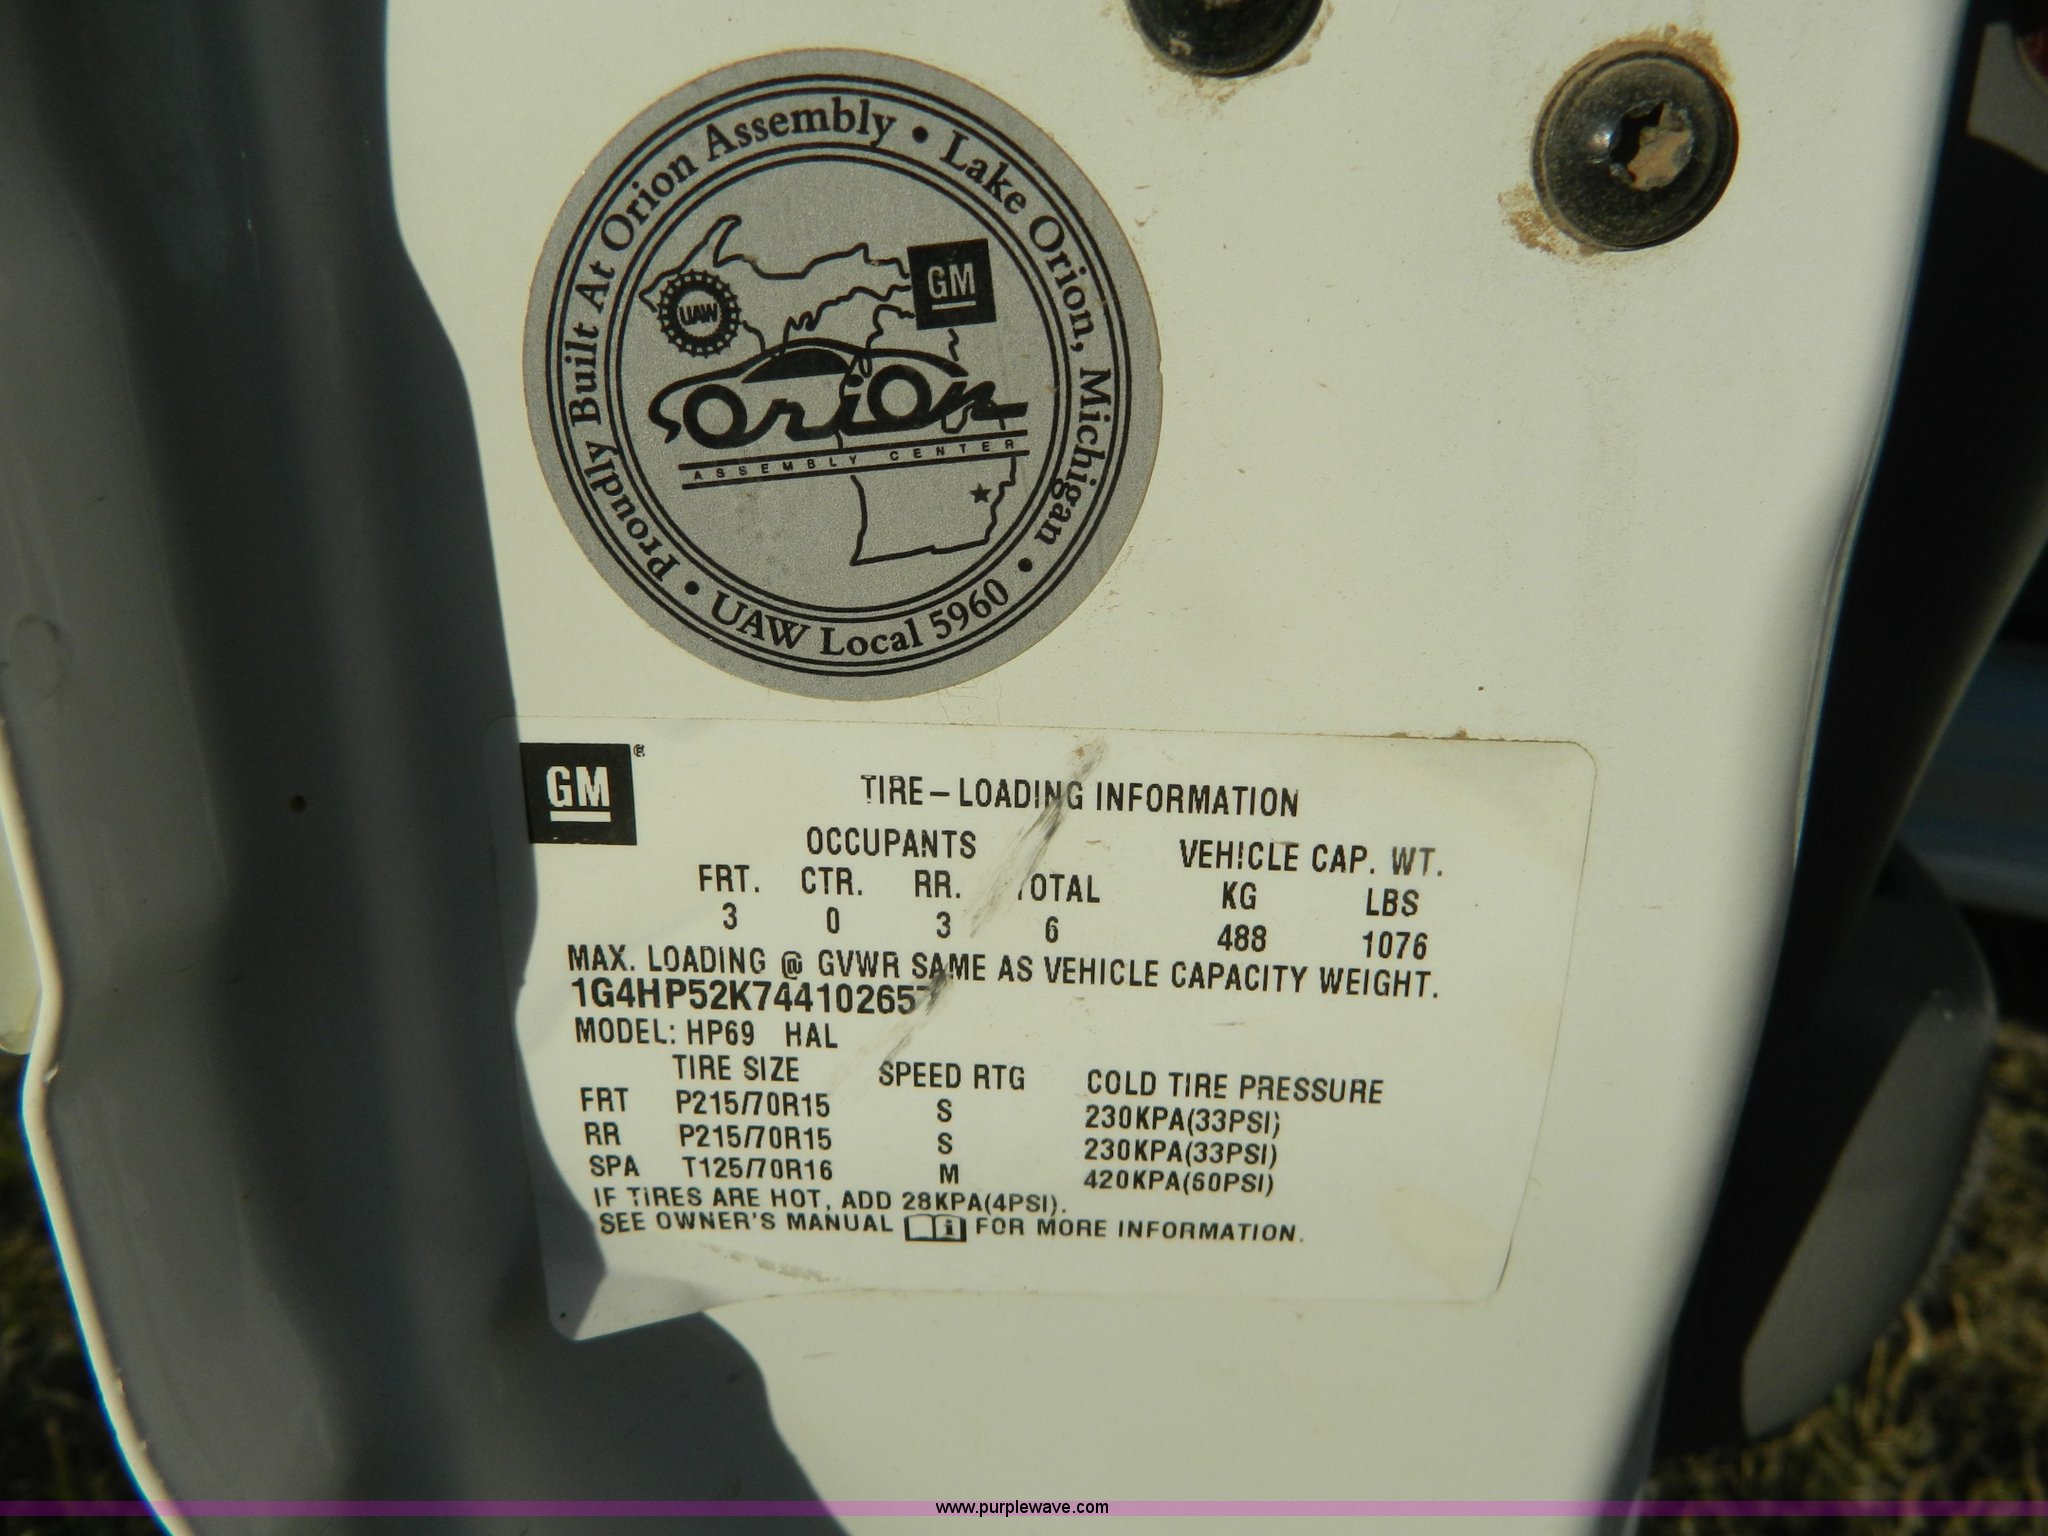 Proudly Built At Orion Assembly • Lake Orion, Michigan •
UAW Local 5960 •
UAW
GM
Orion
ASSEMBLY CENTER
GM®
TIRE-LOADING INFORMATION
OCCUPANTS VEHICLE CAP. WT.
FRT. CTR. RR. TOTAL KG LBS
3 0 3 6 488 1076
MAX. LOADING @ GVWR SAME AS VEHICLE CAPACITY WEIGHT.
1G4HP52K744102657
MODEL: HP69 HAL
TIRE SIZE SPEED RTG COLD TIRE PRESSURE
FRT P215/70R15 S 230KPA(33PSI)
RR P215/70R15 S 230KPA(33PSI)
SPA T125/70R16 M 420KPA(60PSI)
IF TIRES ARE HOT, ADD 28KPA(4PSI).
SEE OWNER'S MANUAL i FOR MORE INFORMATION.
www.purplewave.com